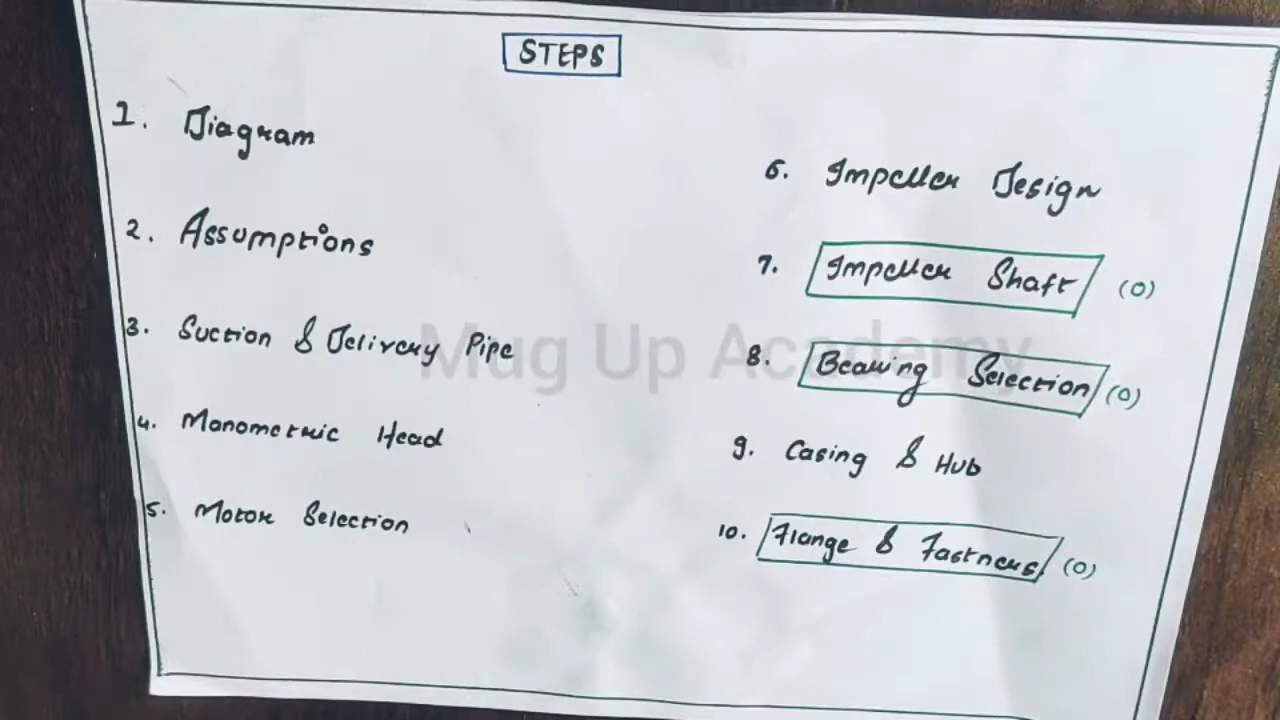 STEPS
1. Diagram
2. Assumptions
3. Suction & Delivery Pipe
4. Manometric Head
5. Motor Selection
6. Impeller Design
7. Impeller Shaft (0)
8. Bearing Selection (0)
9. Casing & Hub
10. Flange & Fastners (0)
Mug Up Academy